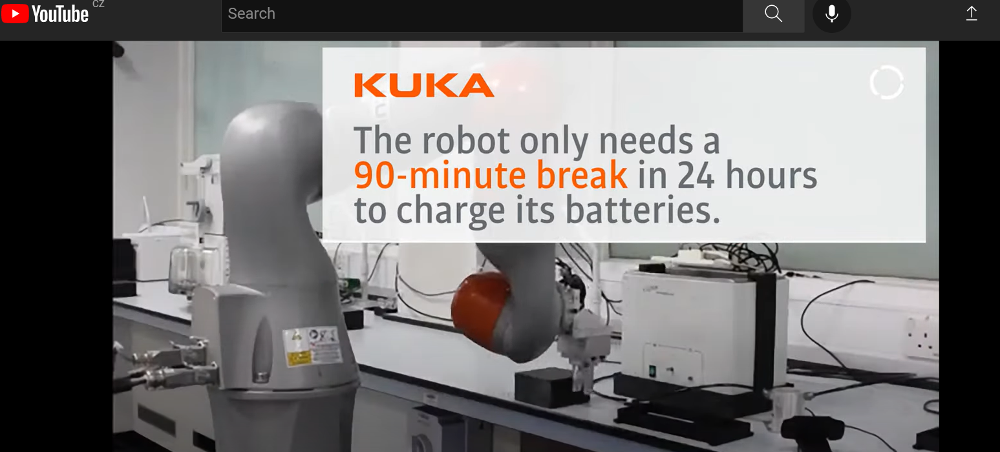 YouTube CZ
Search
KUKA
The robot only needs a
90-minute break in 24 hours
to charge its batteries.